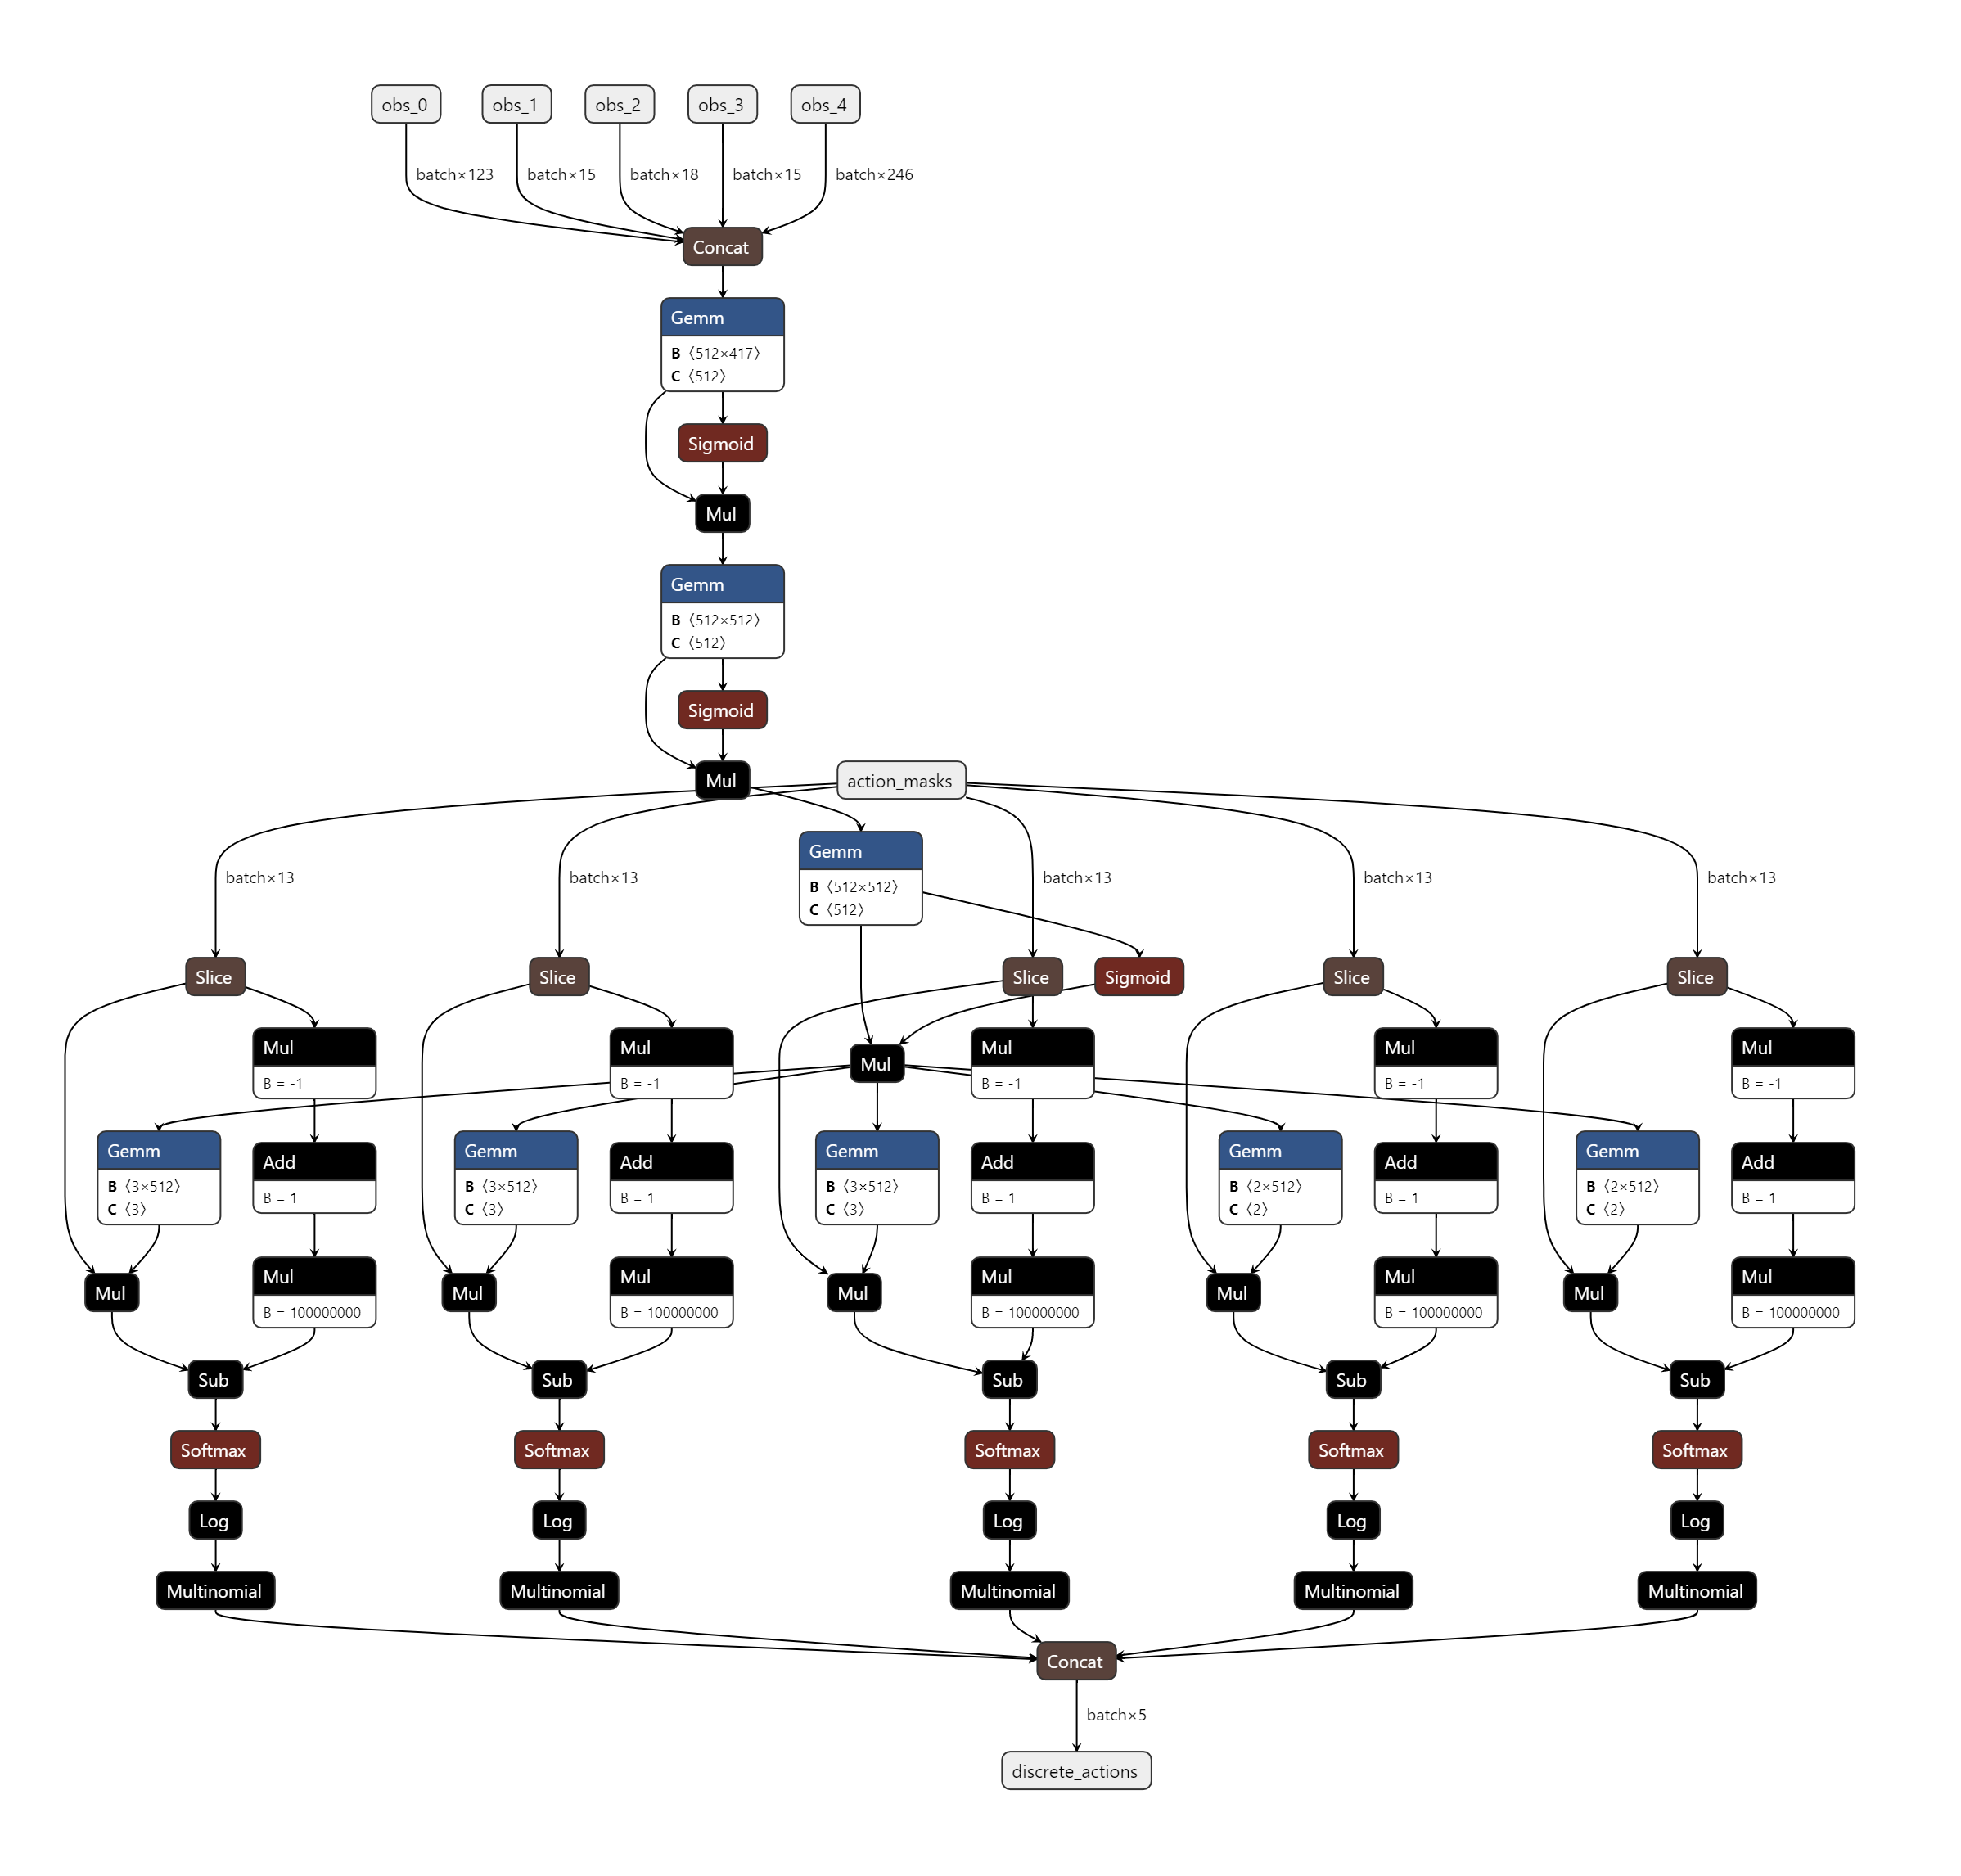 obs_0
obs_1
obs_2
obs_3
obs_4
batch×123
batch×15
batch×18
batch×15
batch×246
Concat
Gemm
B 〈512×417〉
C 〈512〉
Sigmoid
Mul
Gemm
B 〈512×512〉
C 〈512〉
Sigmoid
Mul
action_masks
Gemm
B 〈512×512〉
C 〈512〉
batch×13
batch×13
batch×13
batch×13
batch×13
Slice
Slice
Slice
Sigmoid
Slice
Slice
Mul
B = -1
Mul
B = -1
Mul
Mul
B = -1
Mul
B = -1
Mul
B = -1
Gemm
B 〈3×512〉
C 〈3〉
Add
B = 1
Gemm
B 〈3×512〉
C 〈3〉
Add
B = 1
Gemm
B 〈3×512〉
C 〈3〉
Add
B = 1
Gemm
B 〈2×512〉
C 〈2〉
Add
B = 1
Gemm
B 〈2×512〉
C 〈2〉
Add
B = 1
Mul
Mul
B = 100000000
Mul
Mul
B = 100000000
Mul
Mul
B = 100000000
Mul
Mul
B = 100000000
Mul
Mul
B = 100000000
Sub
Sub
Sub
Sub
Sub
Softmax
Softmax
Softmax
Softmax
Softmax
Log
Log
Log
Log
Log
Multinomial
Multinomial
Multinomial
Multinomial
Multinomial
Concat
batch×5
discrete_actions